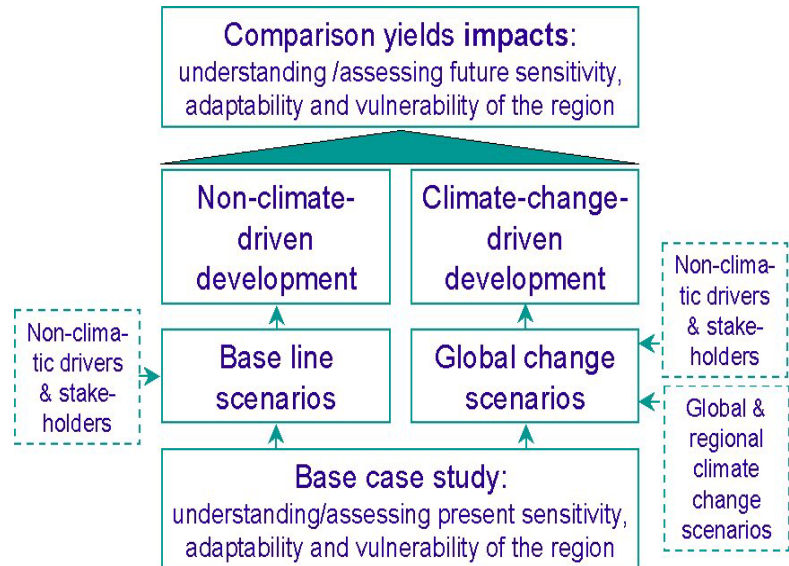 Comparison yields impacts:
understanding /assessing future sensitivity,
adaptability and vulnerability of the region
Non-climate-
driven
development
Climate-change-
driven
development
Non-clima-
tic drivers
& stake-
holders
Base line
scenarios
Global change
scenarios
Non-clima-
tic drivers
& stake-
holders
Global &
regional
climate
change
scenarios
Base case study:
understanding/assessing present sensitivity,
adaptability and vulnerability of the region